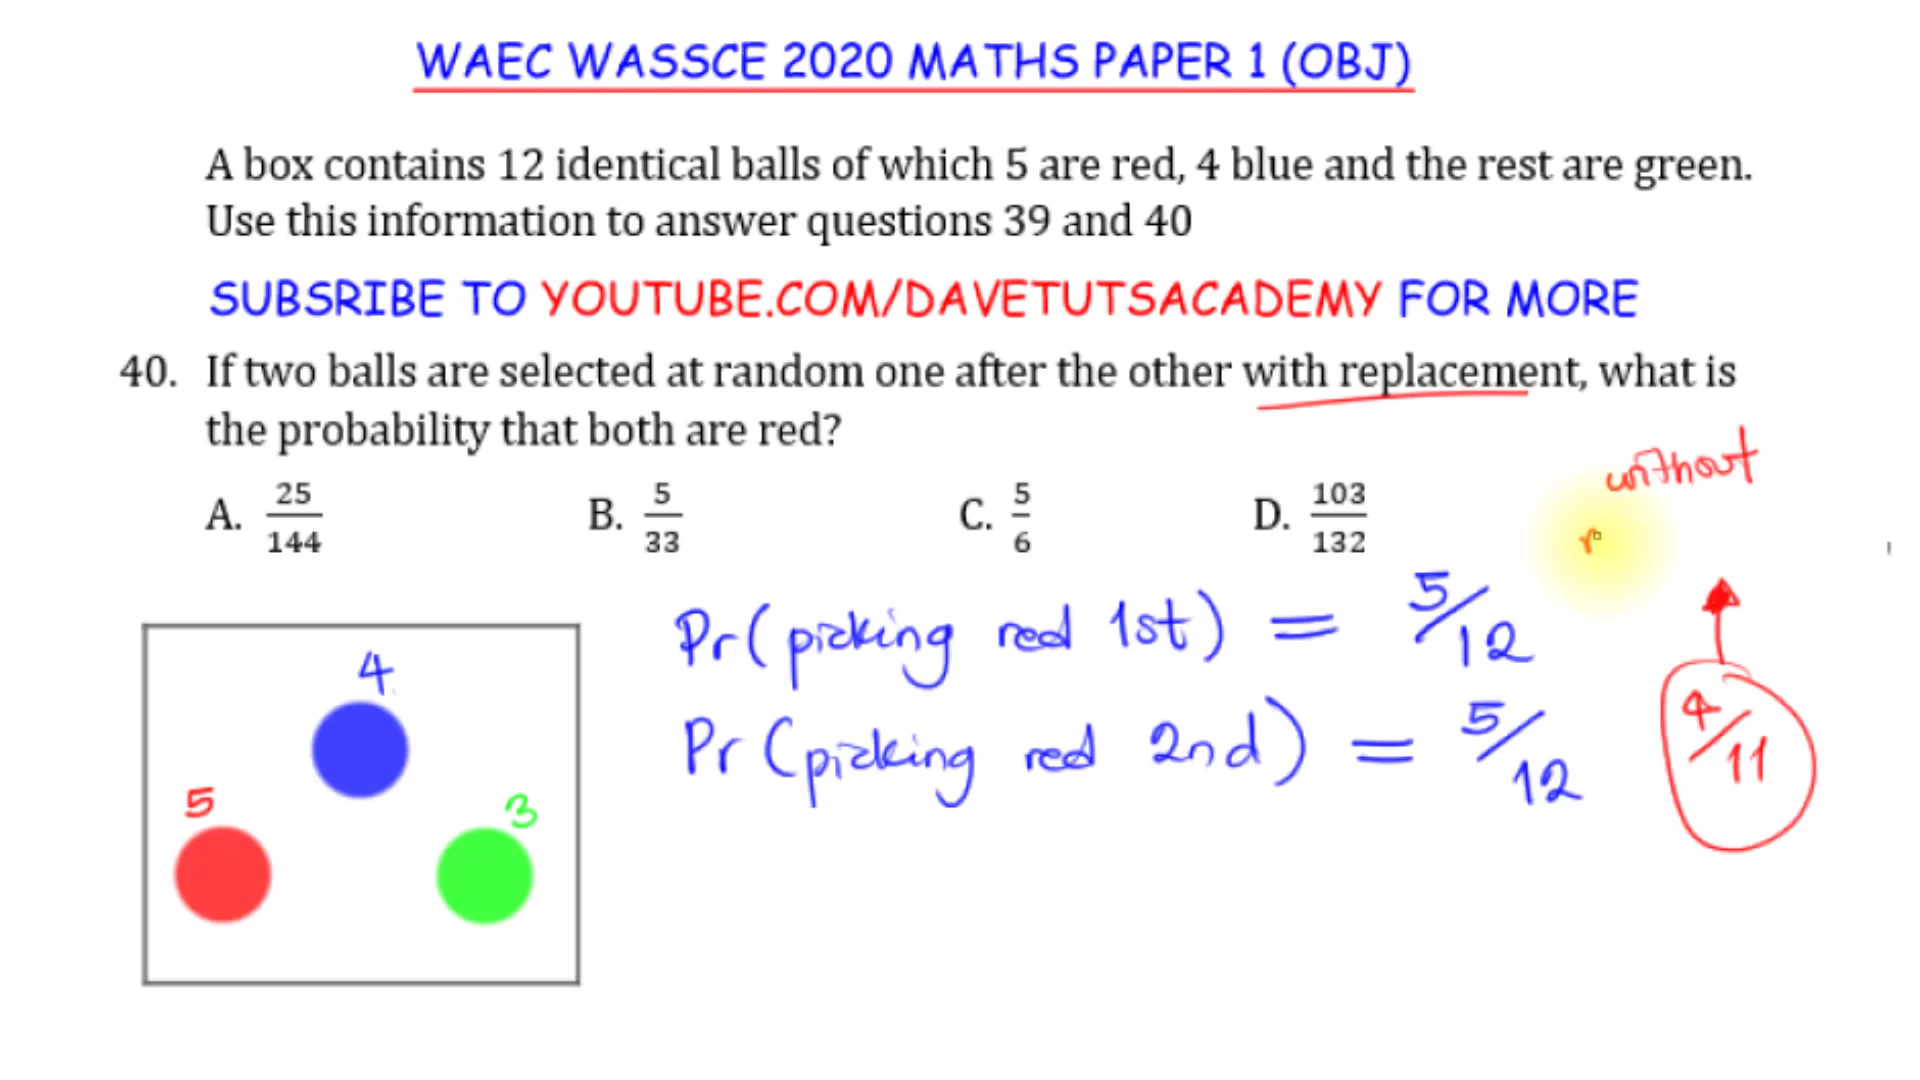 WAEC WASSCE 2020 MATHS PAPER 1 (OBJ)
A box contains 12 identical balls of which 5 are red, 4 blue and the rest are green.
Use this information to answer questions 39 and 40
SUBSRIBE TO YOUTUBE.COM/DAVETUTSACADEMY FOR MORE
40. If two balls are selected at random one after the other with replacement, what is
the probability that both are red?
A. 25/144 B. 5/33 C. 5/6 D. 103/132
without
r
Pr(picking red 1st) = 5/12
Pr(picking red 2nd) = 5/12
4/11
4
5
3